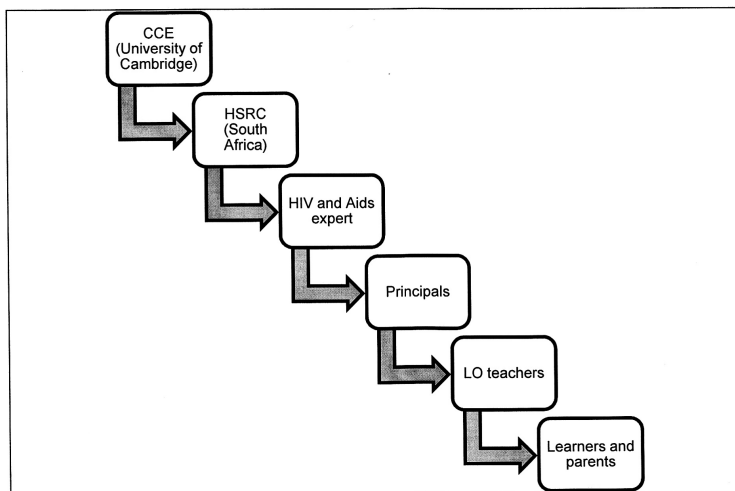 CCE
(University of
Cambridge)
HSRC
(South
Africa)
HIV and Aids
expert
Principals
LO teachers
Learners and
parents